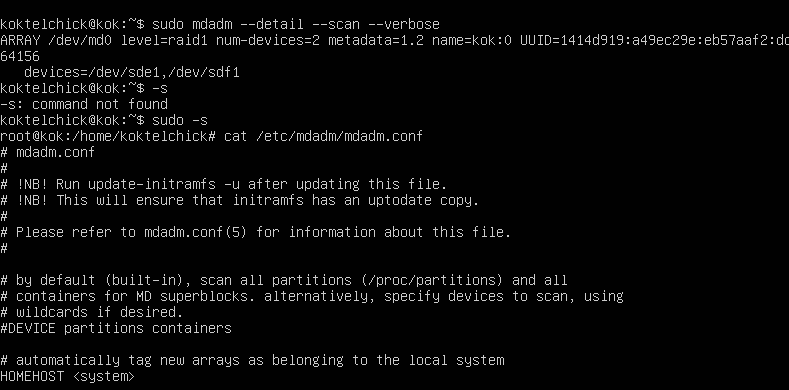 koktelchick@kok:~$ sudo mdadm --detail --scan --verbose
ARRAY /dev/md0 level=raid1 num-devices=2 metadata=1.2 name=kok:0 UUID=1414d919:a49ec29e:eb57aaf2:dc
64156
   devices=/dev/sde1,/dev/sdf1
koktelchick@kok:~$ -s
-s: command not found
koktelchick@kok:~$ sudo -s
root@kok:/home/koktelchick# cat /etc/mdadm/mdadm.conf
# mdadm.conf
#
# !NB! Run update-initramfs -u after updating this file.
# !NB! This will ensure that initramfs has an uptodate copy.
#
# Please refer to mdadm.conf(5) for information about this file.
#

# by default (built-in), scan all partitions (/proc/partitions) and all
# containers for MD superblocks. alternatively, specify devices to scan, using
# wildcards if desired.
#DEVICE partitions containers

# automatically tag new arrays as belonging to the local system
HOMEHOST <system>